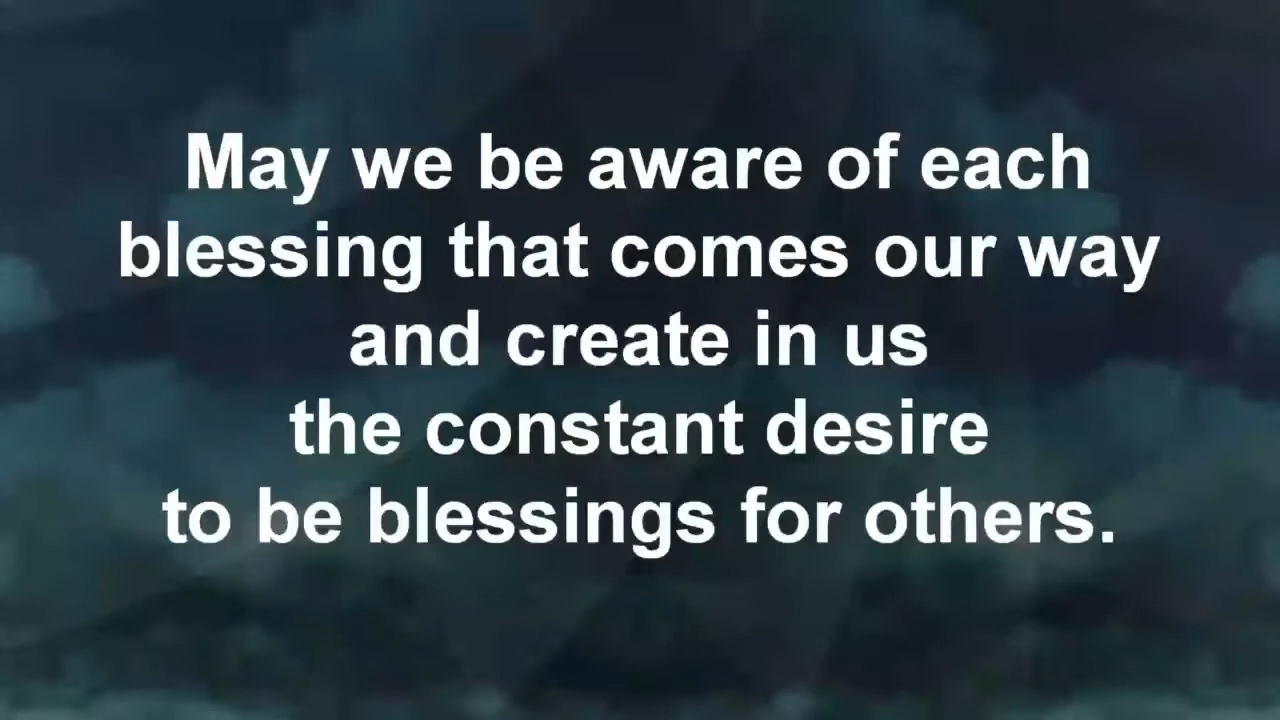 May we be aware of each
blessing that comes our way
and create in us
the constant desire
to be blessings for others.